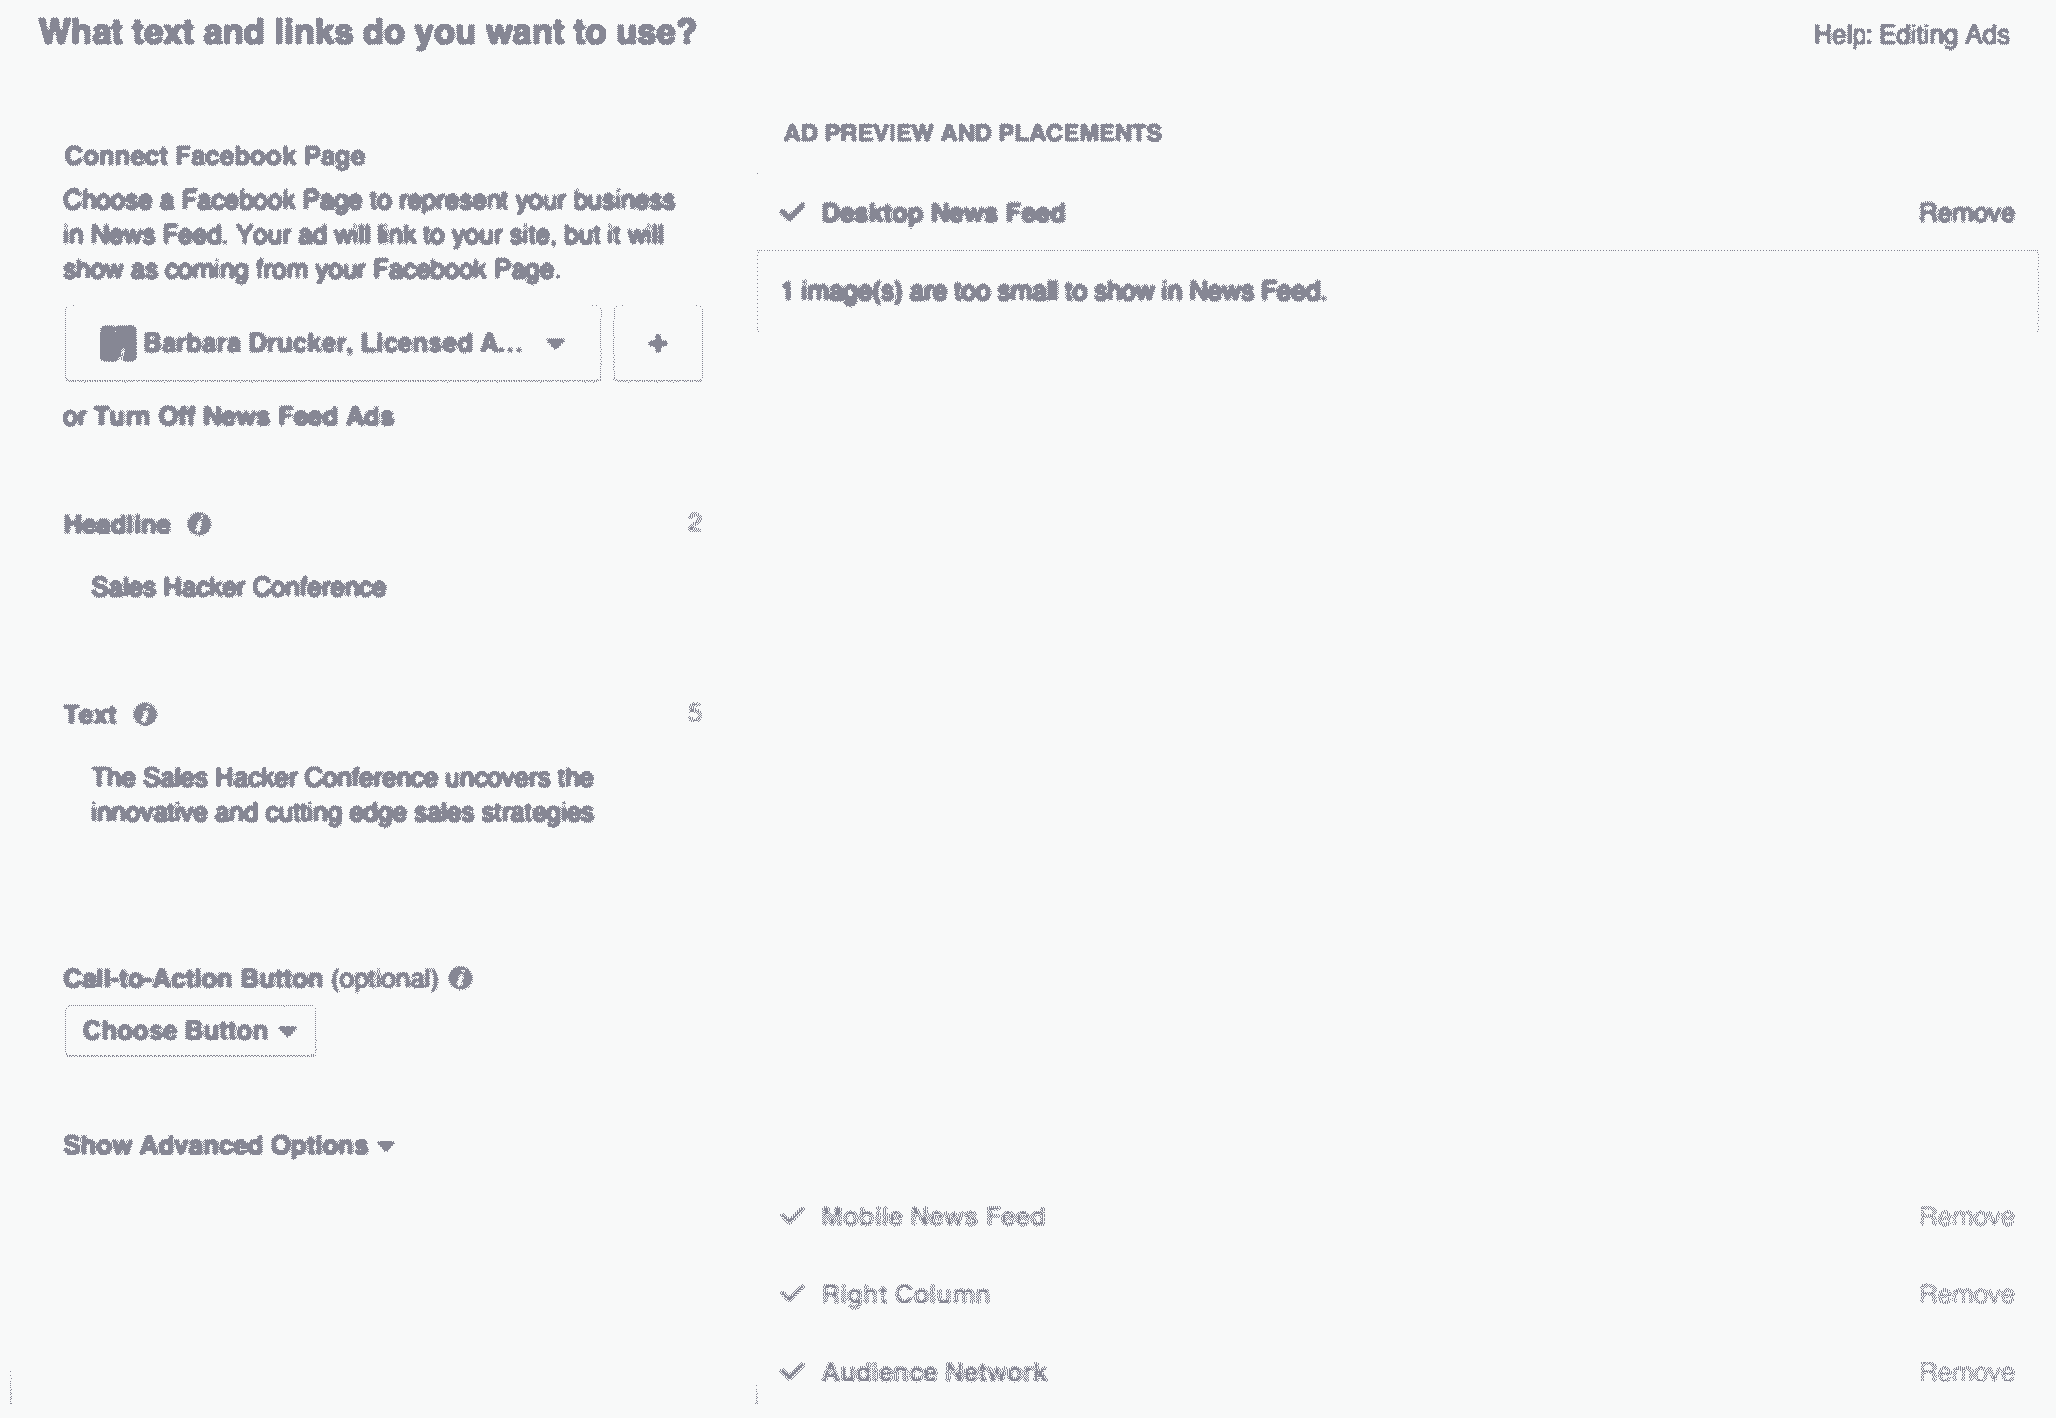 What text and links do you want to use?
Help: Editing Ads
Connect Facebook Page
Choose a Facebook Page to represent your business
in News Feed. Your ad will link to your site, but it will
show as coming from your Facebook Page.
Barbara Drucker, Licensed A...
+
or Turn Off News Feed Ads
Headline
2
Sales Hacker Conference
Text
5
The Sales Hacker Conference uncovers the
innovative and cutting edge sales strategies
Call-to-Action Button (optional)
Choose Button
Show Advanced Options
AD PREVIEW AND PLACEMENTS
Desktop News Feed
Remove
1 image(s) are too small to show in News Feed.
Mobile News Feed
Remove
Right Column
Remove
Audience Network
Remove